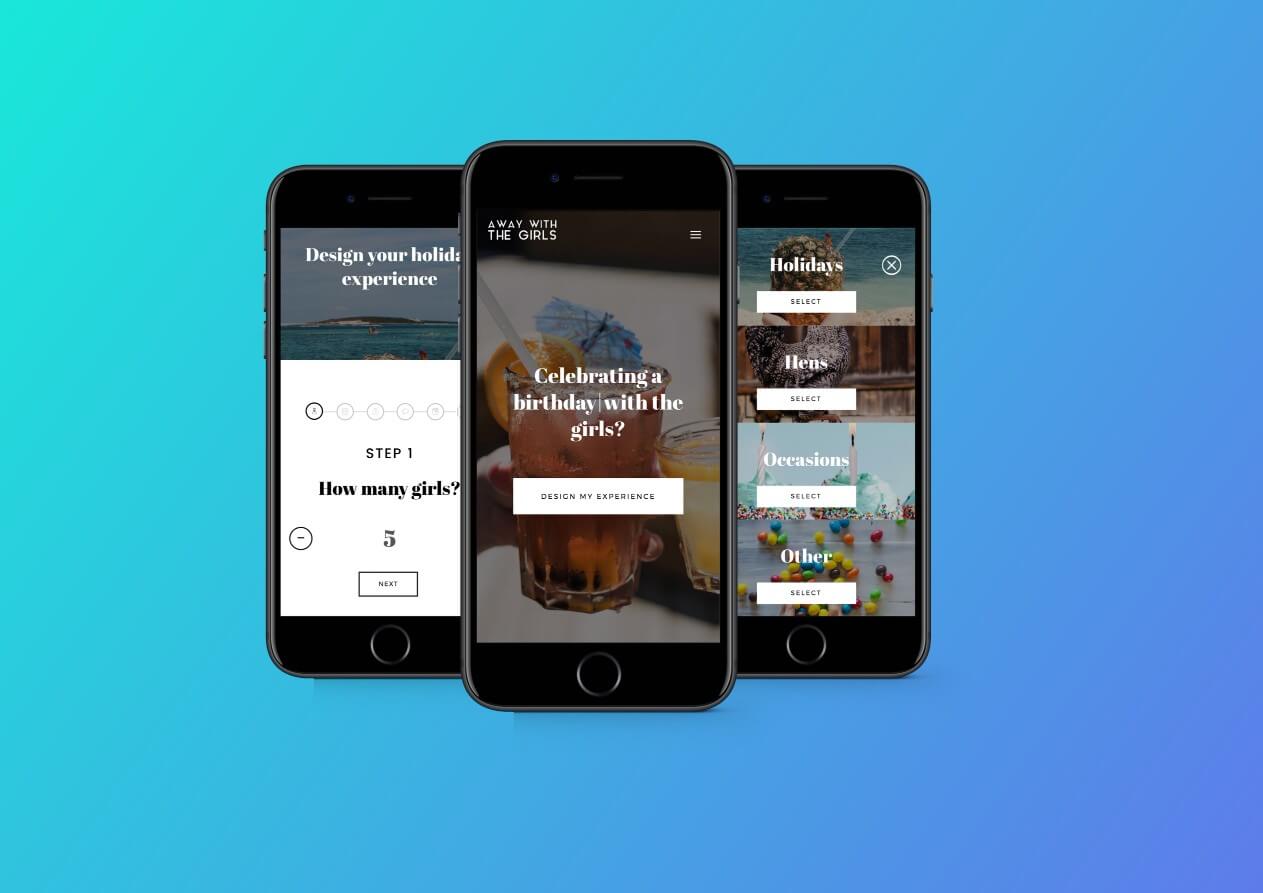 Design your holida
experience
STEP 1
How many girls?
5
NEXT
AWAY WITH
THE GIRLS
Celebrating a
birthday|with the
girls?
DESIGN MY EXPERIENCE
Holidays
SELECT
Hens
SELECT
Occasions
SELECT
Other
SELECT